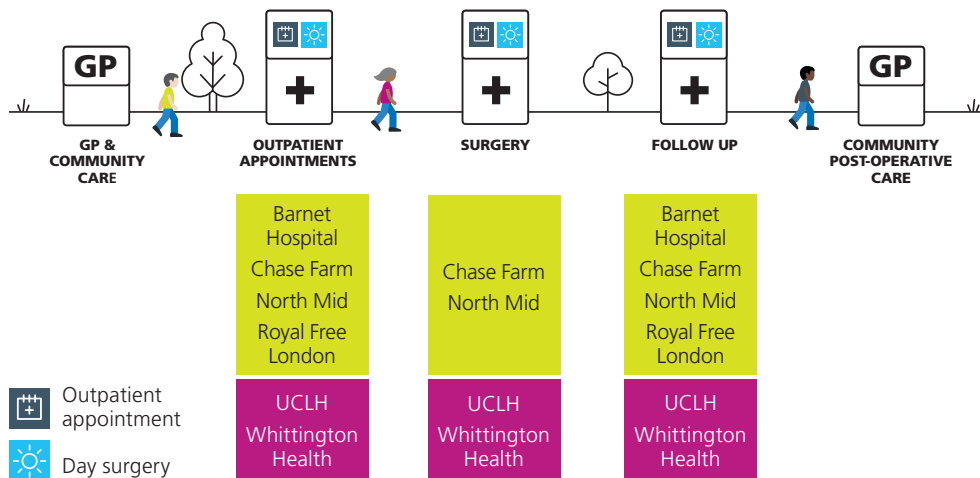 GP
GP
GP &
COMMUNITY
CARE
OUTPATIENT
APPOINTMENTS
SURGERY
FOLLOW UP
COMMUNITY
POST-OPERATIVE
CARE
Barnet
Hospital
Chase Farm
North Mid
Royal Free
London
UCLH
Whittington
Health
Chase Farm
North Mid
UCLH
Whittington
Health
Barnet
Hospital
Chase Farm
North Mid
Royal Free
London
UCLH
Whittington
Health
Outpatient
appointment
Day surgery